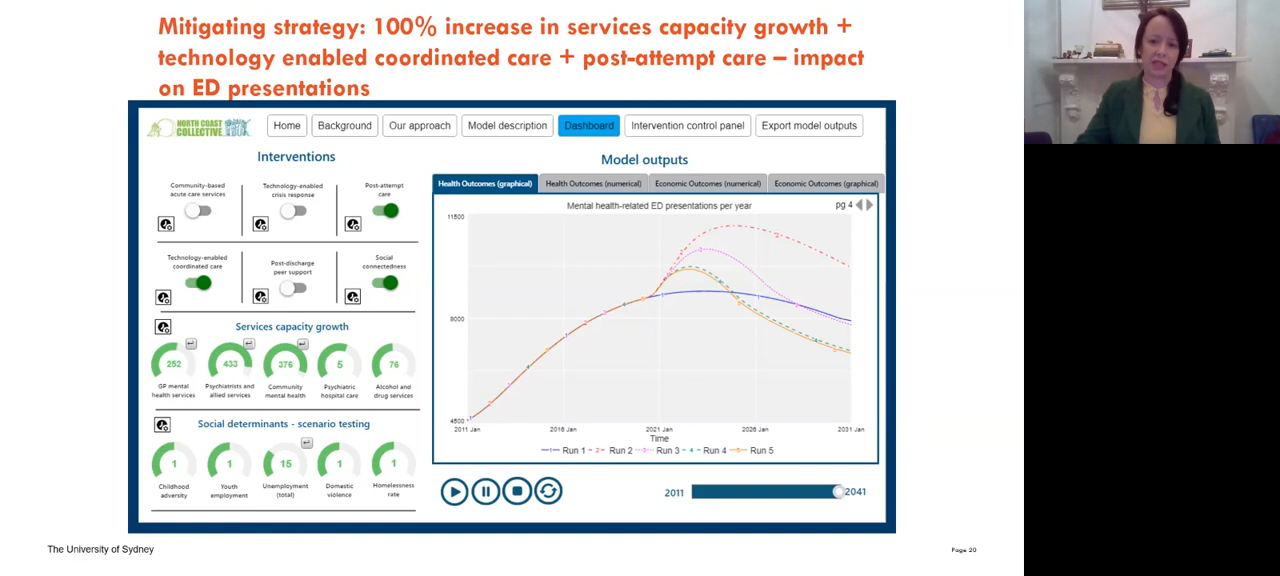 Mitigating strategy: 100% increase in services capacity growth +
technology enabled coordinated care + post-attempt care – impact
on ED presentations
NORTH COAST
COLLECTIVE
Home
Background
Our approach
Model description
Dashboard
Intervention control panel
Export model outputs
Interventions
Community-based
acute care services
Technology-enabled
crisis response
Post-attempt
care
Technology-enabled
coordinated care
Post-discharge
peer support
Social
connectedness
Services capacity growth
252
433
376
5
76
GP mental
health services
Psychiatrists and
allied services
Community
mental health
Psychiatric
hospital care
Alcohol and
drug services
Social determinants - scenario testing
1
1
15
1
1
Childhood
adversity
Youth
employment
Unemployment
(total)
Domestic
violence
Homelessness
rate
Model outputs
Health Outcomes (graphical)
Health Outcomes (numerical)
Economic Outcomes (numerical)
Economic Outcomes (graphical)
Mental health-related ED presentations per year
pg 4
11500
8000
4500
2011 Jan
2016 Jan
2021 Jan
2026 Jan
2031 Jan
Time
Run 1
Run 2
Run 3
Run 4
Run 5
2011
2041
The University of Sydney
Page 20